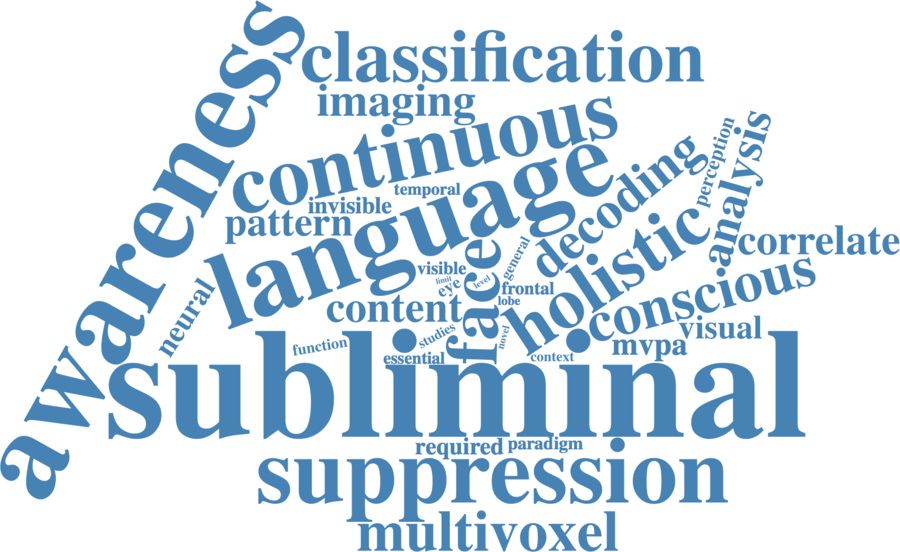 awareness
classification
imaging
continuous
language
temporal
invisible
pattern
decoding
perception
analysis
holistic
correlate
conscious
general
face
visible
limit
eye
level
frontal
lobe
content
neural
studies
novel
function
essential
context
visual
mvpa
subliminal
required
paradigm
suppression
multivoxel